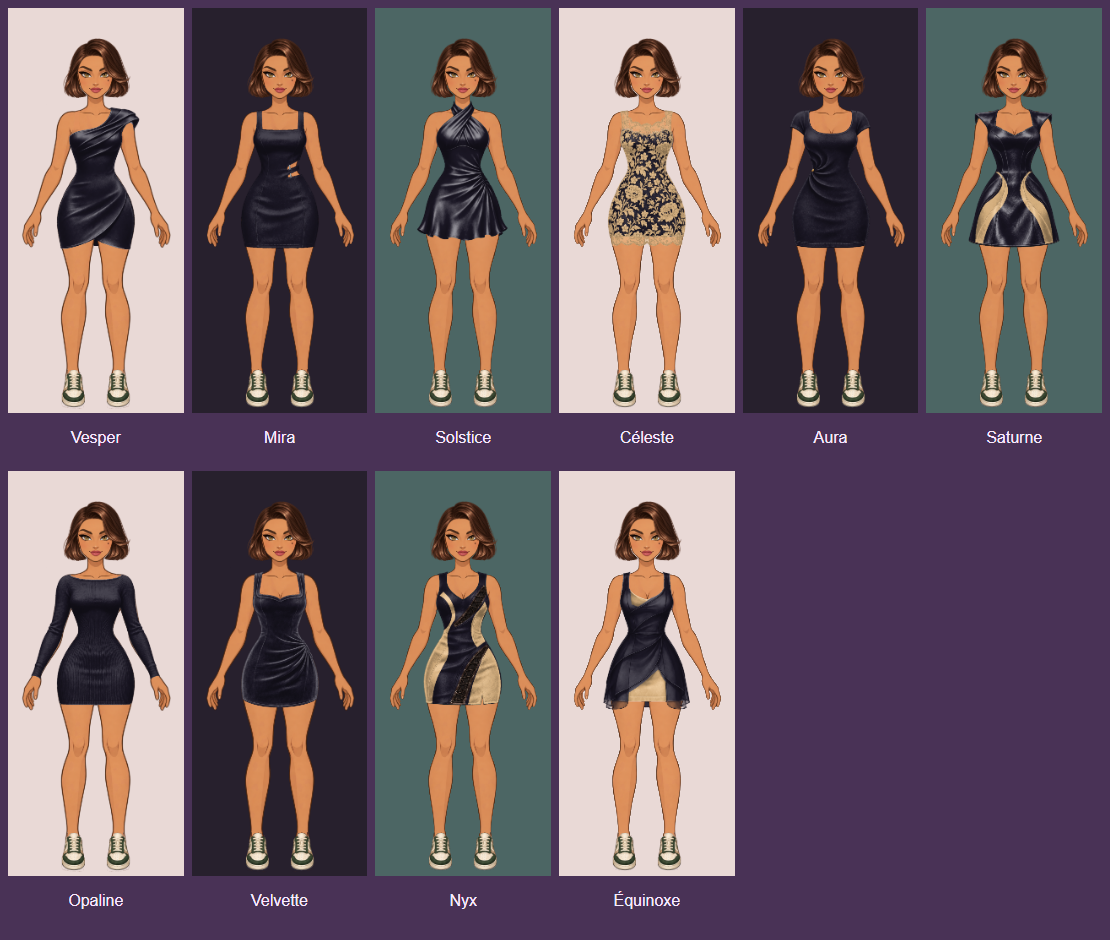 Vesper
Mira
Solstice
Céleste
Aura
Saturne
Opaline
Velvette
Nyx
Équinoxe